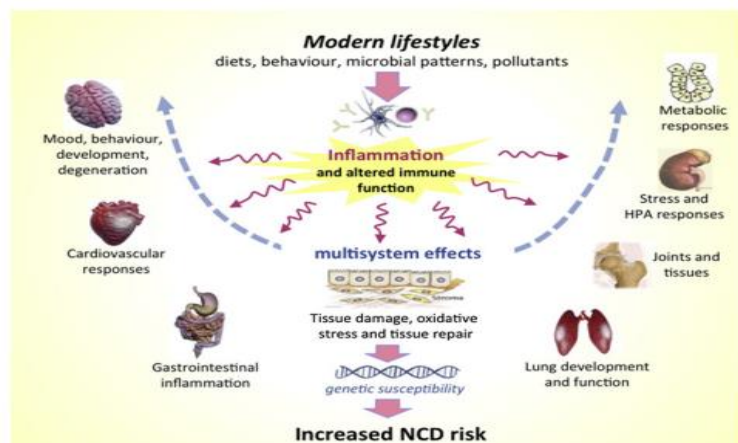 Modern lifestyles
diets, behaviour, microbial patterns, pollutants
Mood, behaviour,
development,
degeneration
Metabolic
responses
Inflammation
and altered immune
function
Stress and
HPA responses
Cardiovascular
responses
multisystem effects
Joints and
tissues
Tissue damage, oxidative
stress and tissue repair
Gastrointestinal
inflammation
Lung development
and function
genetic susceptibility
Increased NCD risk